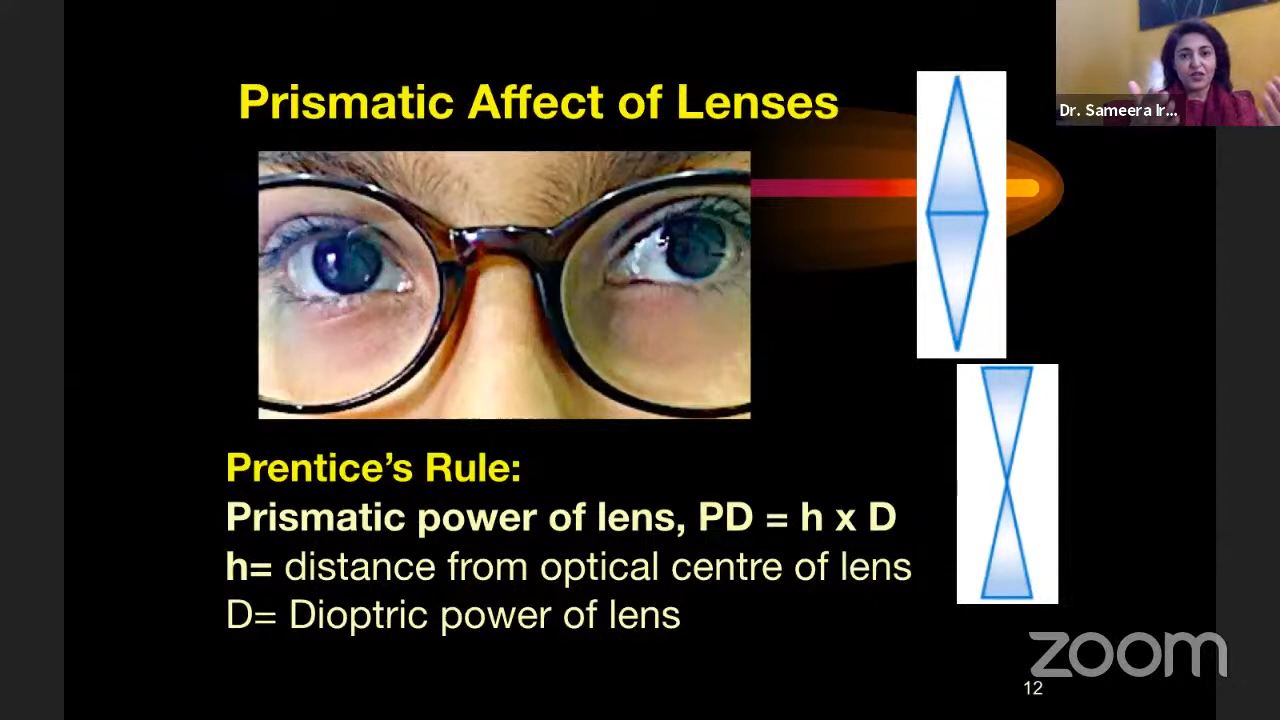 Prismatic Affect of Lenses
Dr. Sameera Ir...
Prentice’s Rule:
Prismatic power of lens, PD = h x D
h= distance from optical centre of lens
D= Dioptric power of lens
zoom
12